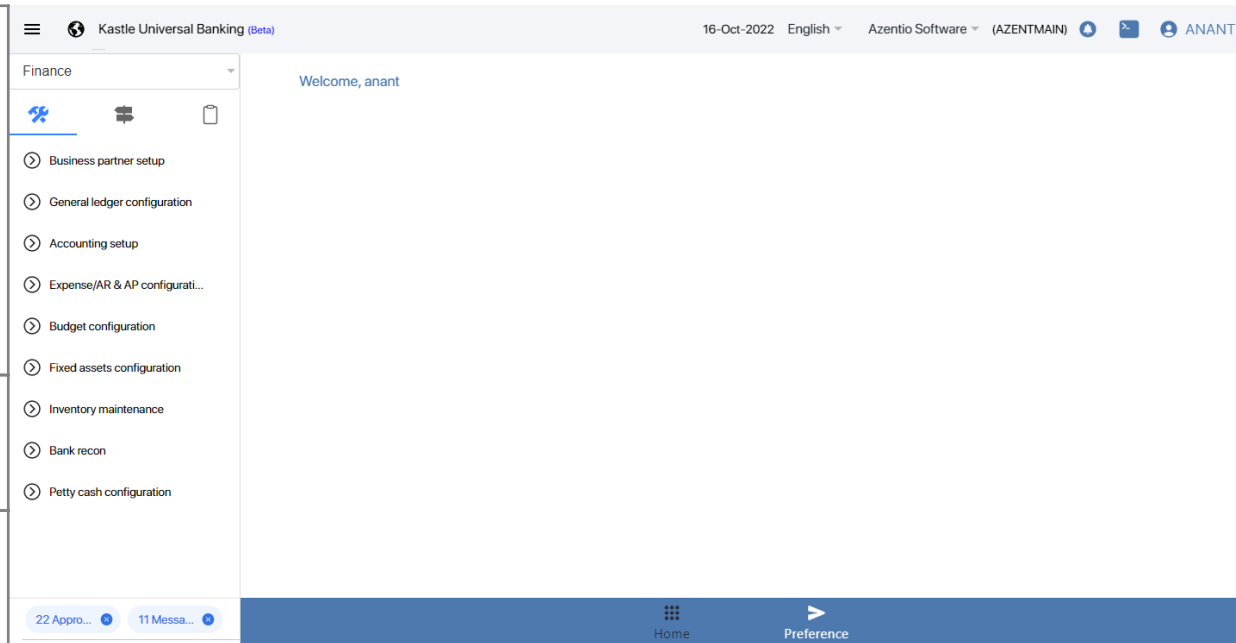 Kastle Universal Banking (Beta) 16-Oct-2022 English Azentio Software (AZENTMAIN) ANANT
Finance
Welcome, anant
Business partner setup
General ledger configuration
Accounting setup
Expense/AR & AP configurati...
Budget configuration
Fixed assets configuration
Inventory maintenance
Bank recon
Petty cash configuration
22 Appro... 11 Messa...
Home Preference